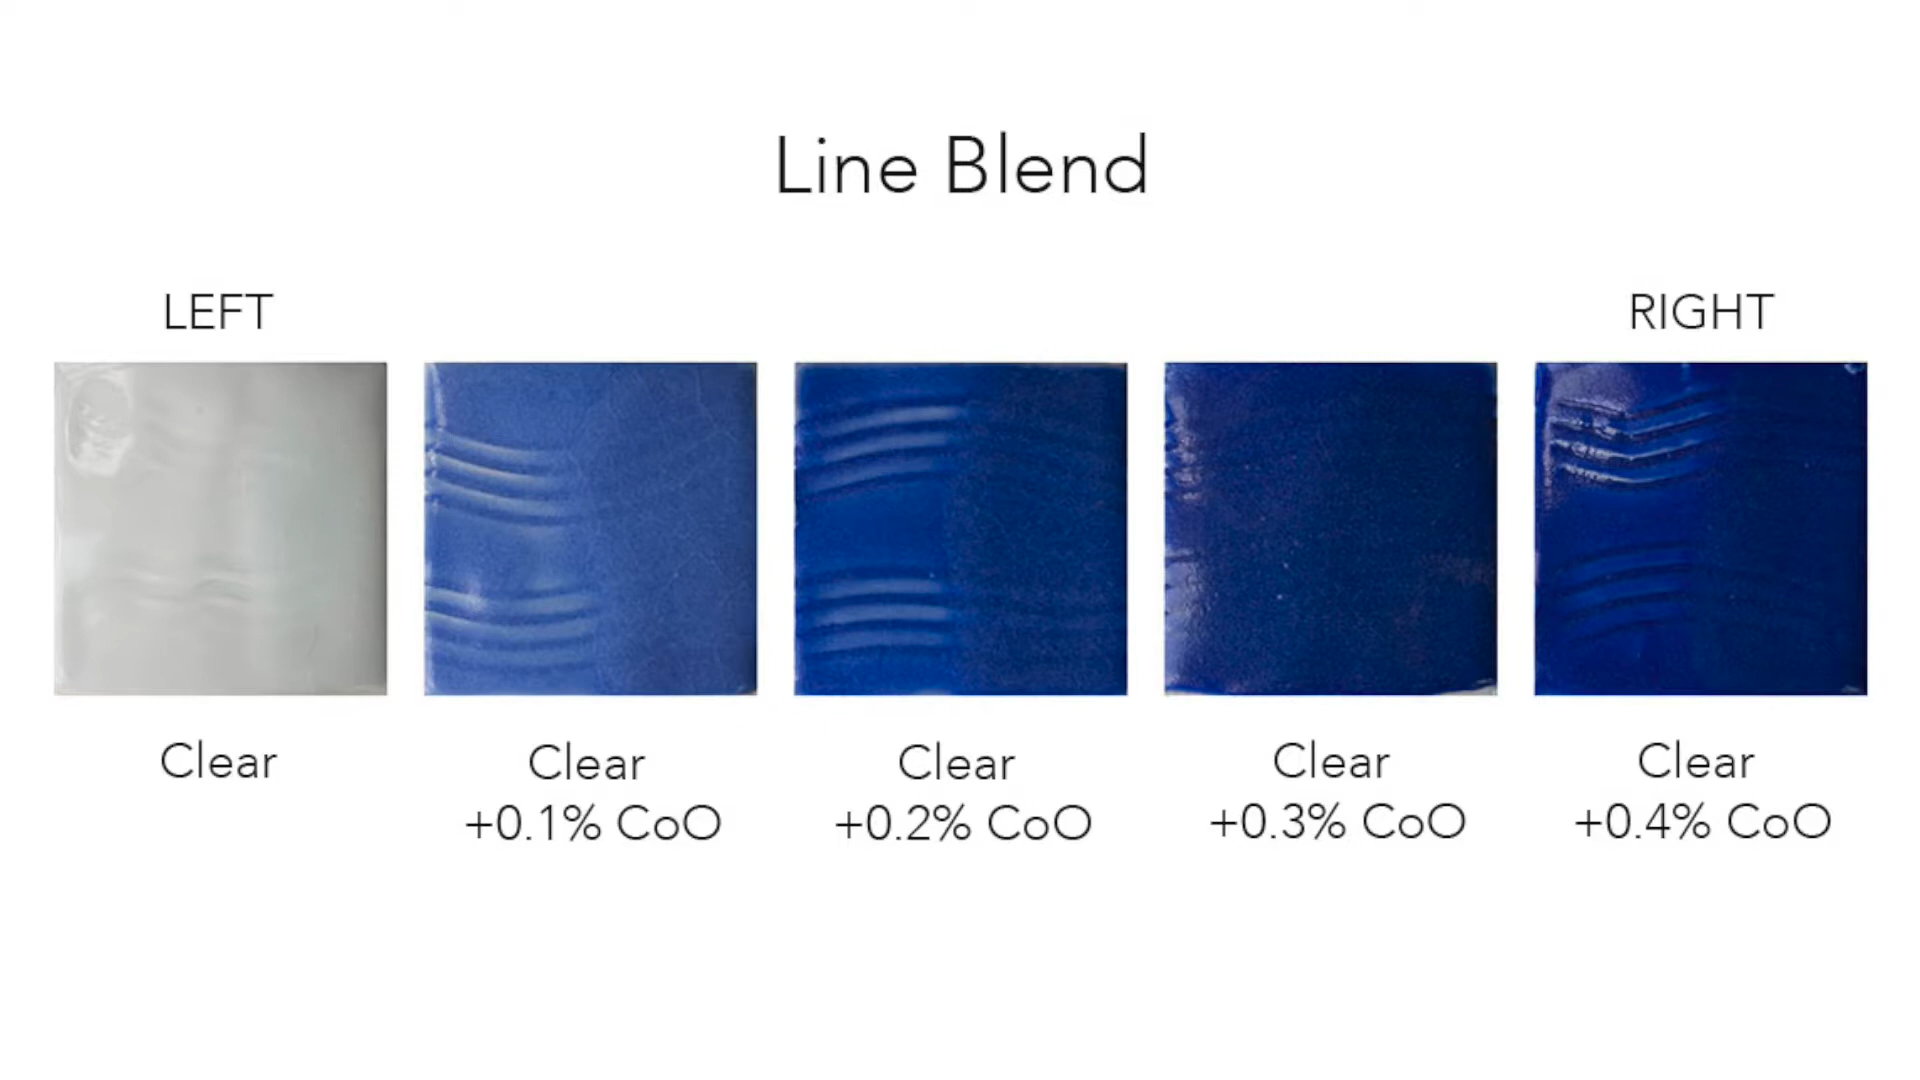 Line Blend
LEFT
RIGHT
Clear
Clear
+0.1% CoO
Clear
+0.2% CoO
Clear
+0.3% CoO
Clear
+0.4% CoO